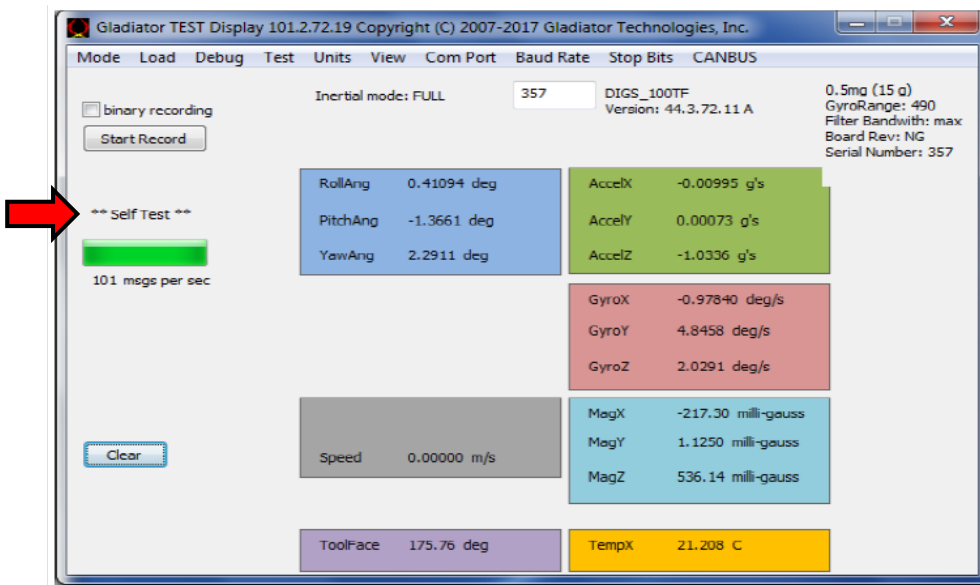 Gladiator TEST Display 101.2.72.19 Copyright (C) 2007-2017 Gladiator Technologies, Inc.
Mode Load Debug Test Units View Com Port Baud Rate Stop Bits CANBUS
binary recording
Start Record
Inertial mode: FULL
357
DIGS_100TF
Version: 44.3.72.11 A
0.5mg (15 g)
GyroRange: 490
Filter Bandwith: max
Board Rev: NG
Serial Number: 357
** Self Test **
101 msgs per sec
Clear
RollAng 0.41094 deg
PitchAng -1.3661 deg
YawAng 2.2911 deg
AccelX -0.00995 g's
AccelY 0.00073 g's
AccelZ -1.0336 g's
GyroX -0.97840 deg/s
GyroY 4.8458 deg/s
GyroZ 2.0291 deg/s
Speed 0.00000 m/s
MagX -217.30 milli-gauss
MagY 1.1250 milli-gauss
MagZ 536.14 milli-gauss
ToolFace 175.76 deg
TempX 21.208 C